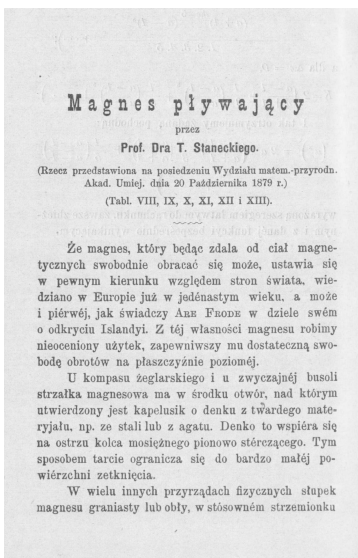 Magnes pływający
przez
Prof. Dra T. Staneckiego.
(Rzecz przedstawiona na posiedzeniu Wydziału matem.-przyrodn.
Akad. Umiej. dnia 20 Października 1879 r.)
(Tabl. VIII, IX, X, XI, XII i XIII).
Że magnes, który będąc zdala od ciał magne-
tycznych swobodnie obracać się może, ustawia się
w pewnym kierunku względem stron świata, wie-
dziano w Europie już w jedénastym wieku, a może
i piérwéj, jak świadczy Are Frode w dziele swém
o odkryciu Islandyi. Z téj własności magnesu robimy
nieoceniony użytek, zapewniwszy mu dostateczną swo-
bodę obrotów na płaszczyźnie pozioméj.
U kompasu żeglarskiego i u zwyczajnéj busoli
strzałka magnesowa ma w środku otwór, nad którym
utwierdzony jest kapelusik o denku z twardego mate-
ryjału, np. ze stali lub z agatu. Denko to wspiéra się
na ostrzu kolca mosiężnego pionowo stérczącego. Tym
sposobem tarcie ogranicza się do bardzo małéj po-
wiérzchni zetknięcia.
W wielu innych przyrządach fizycznych słupek
magnesu graniasty lub obły, w stósowném strzemionku